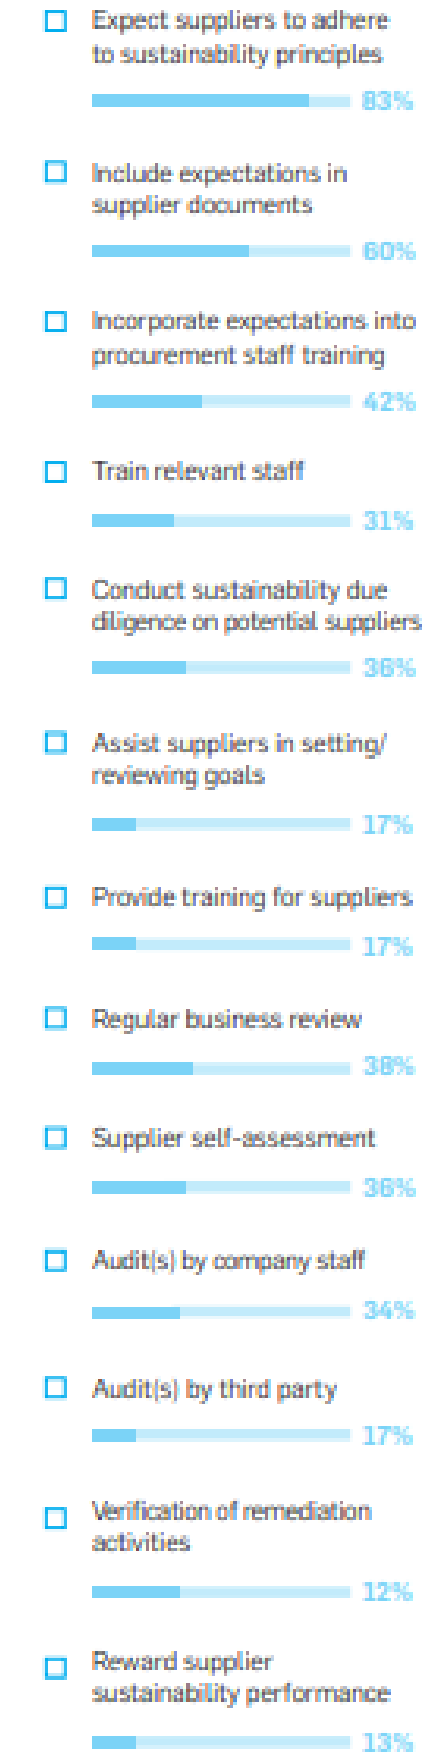 Expect suppliers to adhere
to sustainability principles
83%
Include expectations in
supplier documents
60%
Incorporate expectations into
procurement staff training
42%
Train relevant staff
31%
Conduct sustainability due
diligence on potential suppliers
36%
Assist suppliers in setting/
reviewing goals
17%
Provide training for suppliers
17%
Regular business review
38%
Supplier self-assessment
36%
Audit(s) by company staff
34%
Audit(s) by third party
17%
Verification of remediation
activities
12%
Reward supplier
sustainability performance
13%